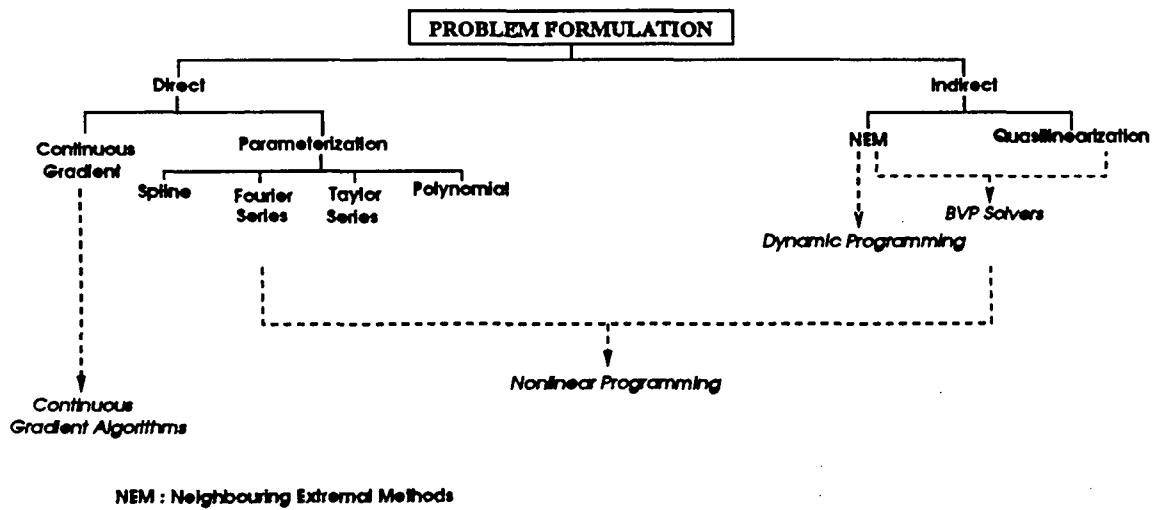 PROBLEM FORMULATION
Direct
Indirect
Continuous
Gradient
Parameterization
NEM
Quasilinearization
Spline
Fourier
Series
Taylor
Series
Polynomial
BVP Solvers
Dynamic Programming
Nonlinear Programming
Continuous
Gradient Algorithms
NEM : Neighbouring Extremal Methods